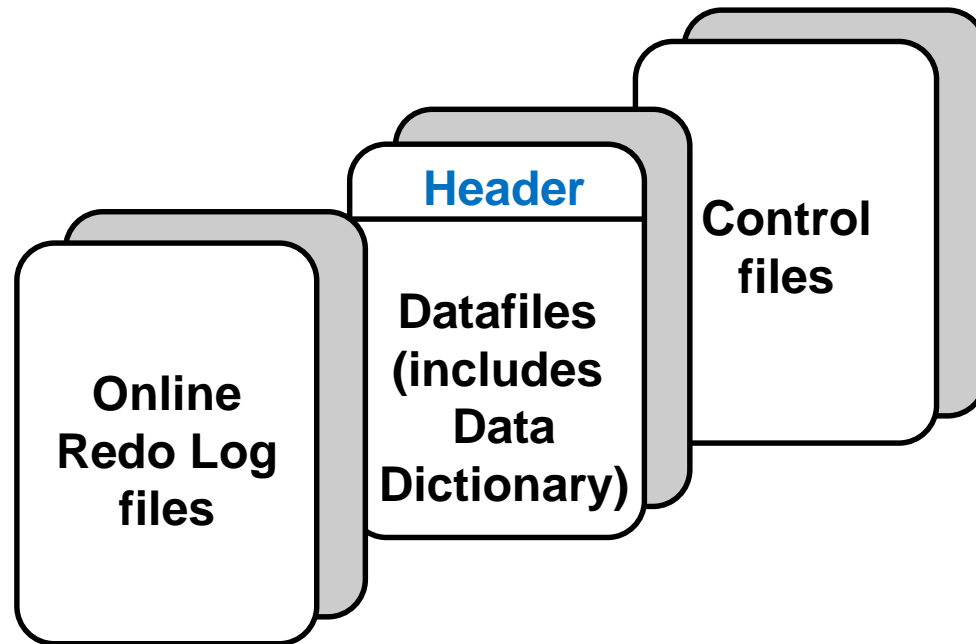 Online
Redo Log
files
Header
Datafiles
(includes
Data
Dictionary)
Control
files